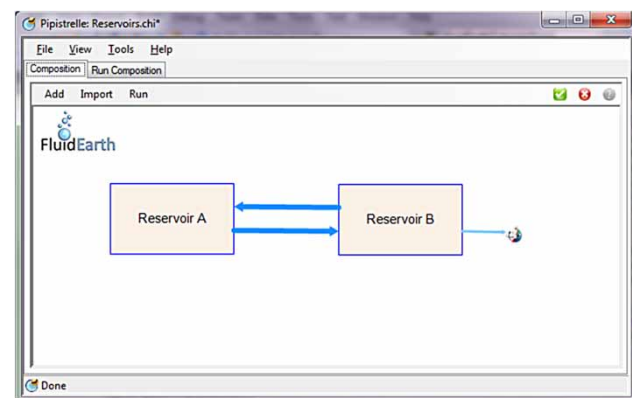 Pipistrelle: Reservoirs.chi*
File View Tools Help
Composition Run Composition
Add Import Run
FluidEarth
Reservoir A
Reservoir B
Done